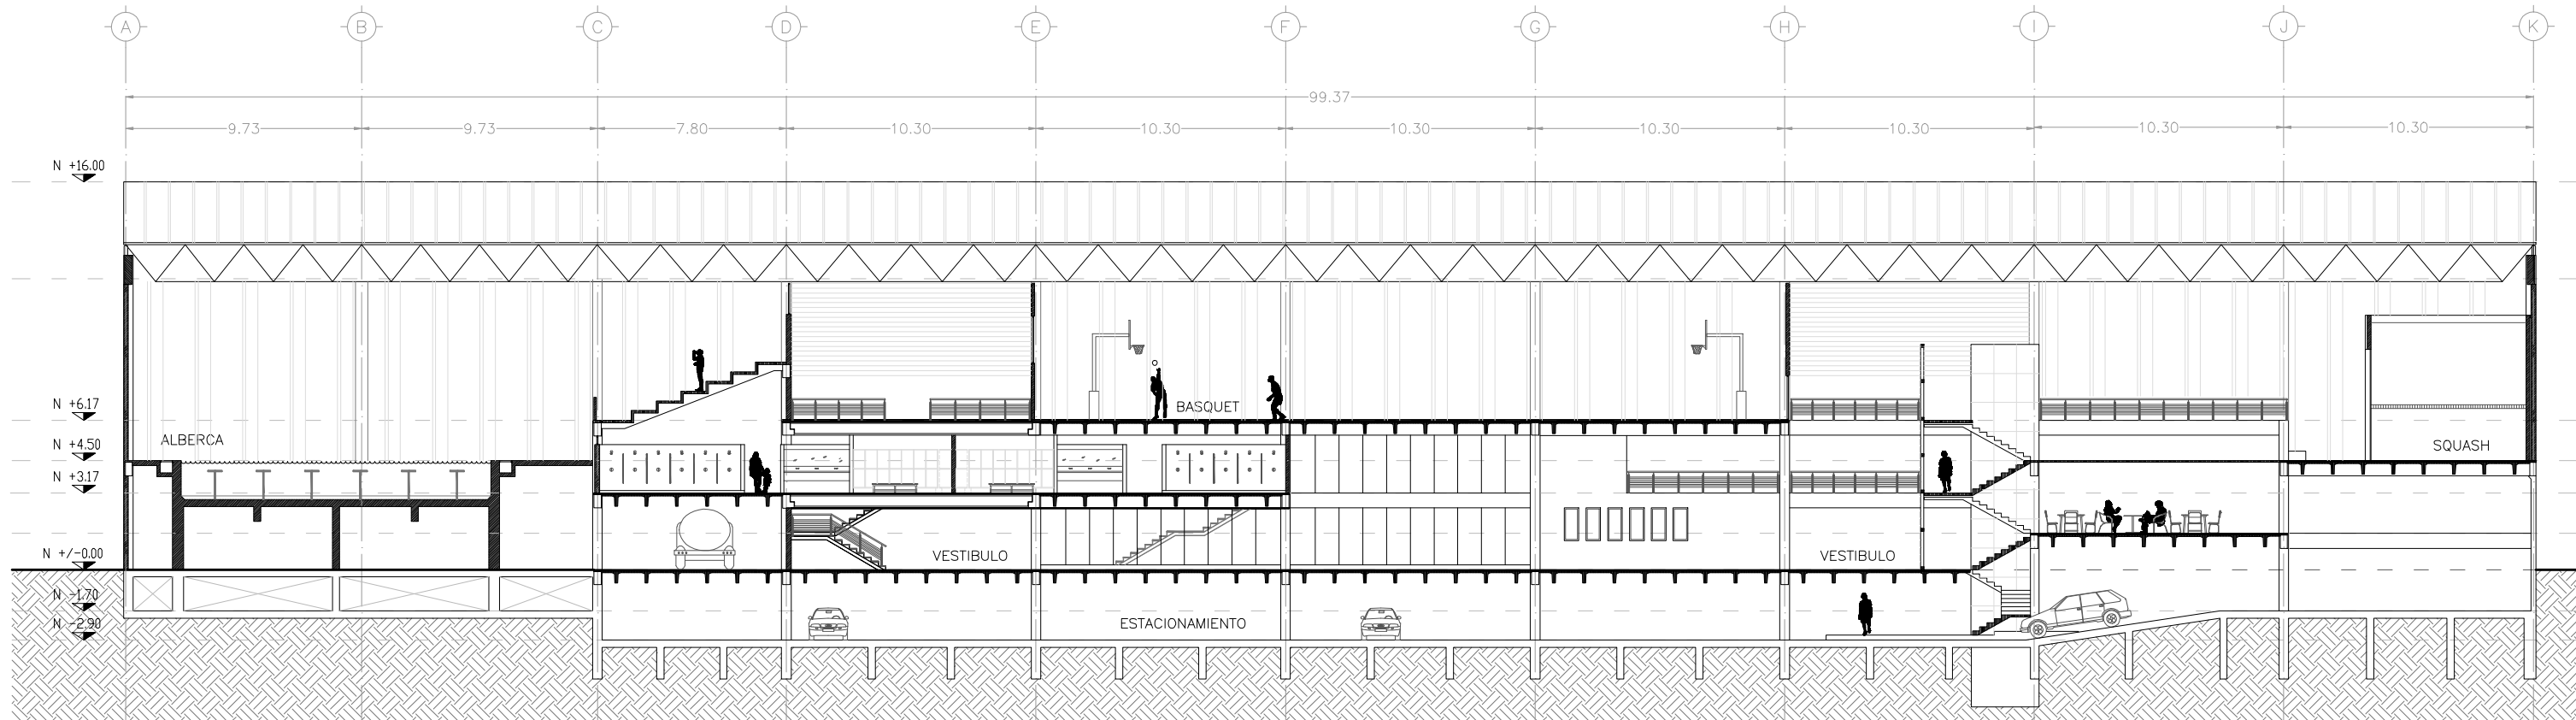 A B C D E F G H I J K
99.37
9.73 9.73 7.80 10.30 10.30 10.30 10.30 10.30 10.30 10.30
N +16.00
N +6.17
BASQUET
ALBERCA
N +4.50
SQUASH
N +3.17
N +/-0.00
VESTIBULO
VESTIBULO
N -1.70
N -2.90
ESTACIONAMIENTO